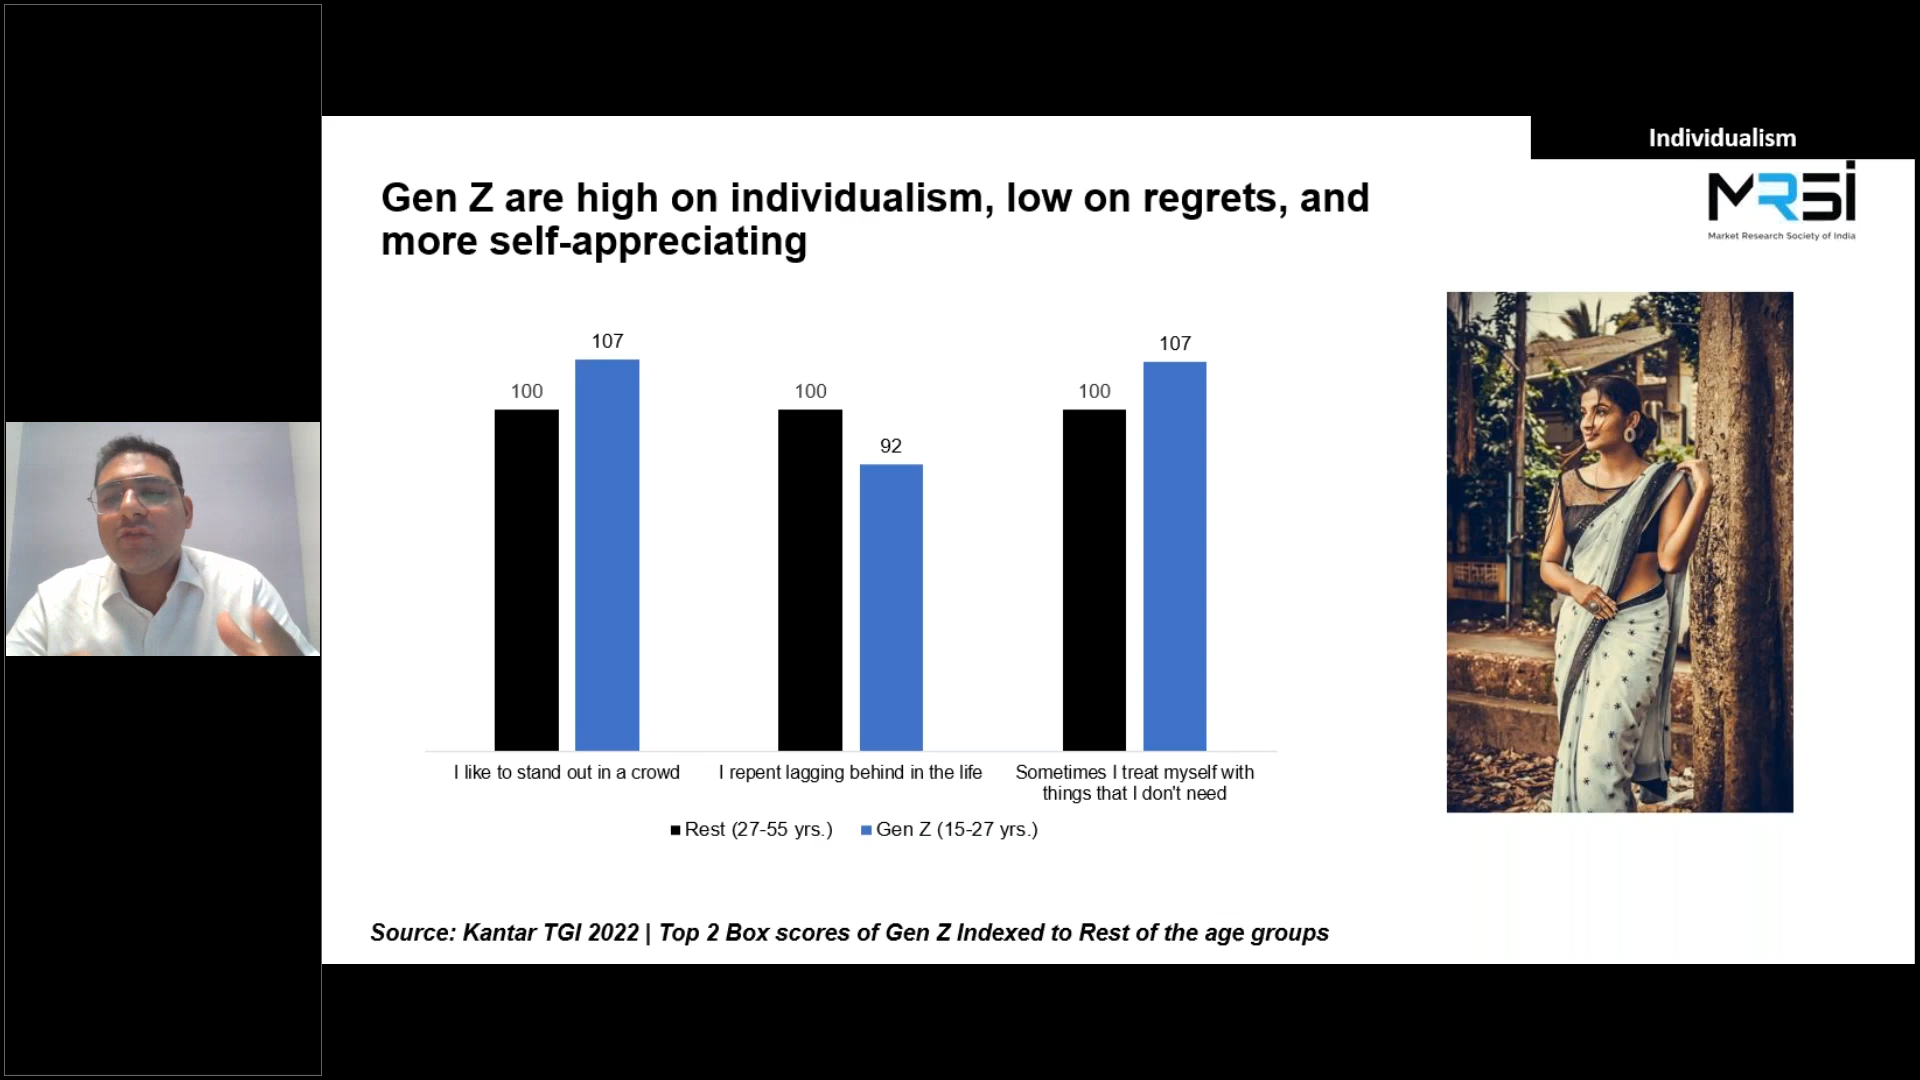 Individualism
MRSi
Market Research Society of India
Gen Z are high on individualism, low on regrets, and
more self-appreciating
107
100
100
92
100
107
I like to stand out in a crowd
I repent lagging behind in the life
Sometimes I treat myself with
things that I don't need
Rest (27-55 yrs.)
Gen Z (15-27 yrs.)
Source: Kantar TGI 2022 | Top 2 Box scores of Gen Z Indexed to Rest of the age groups